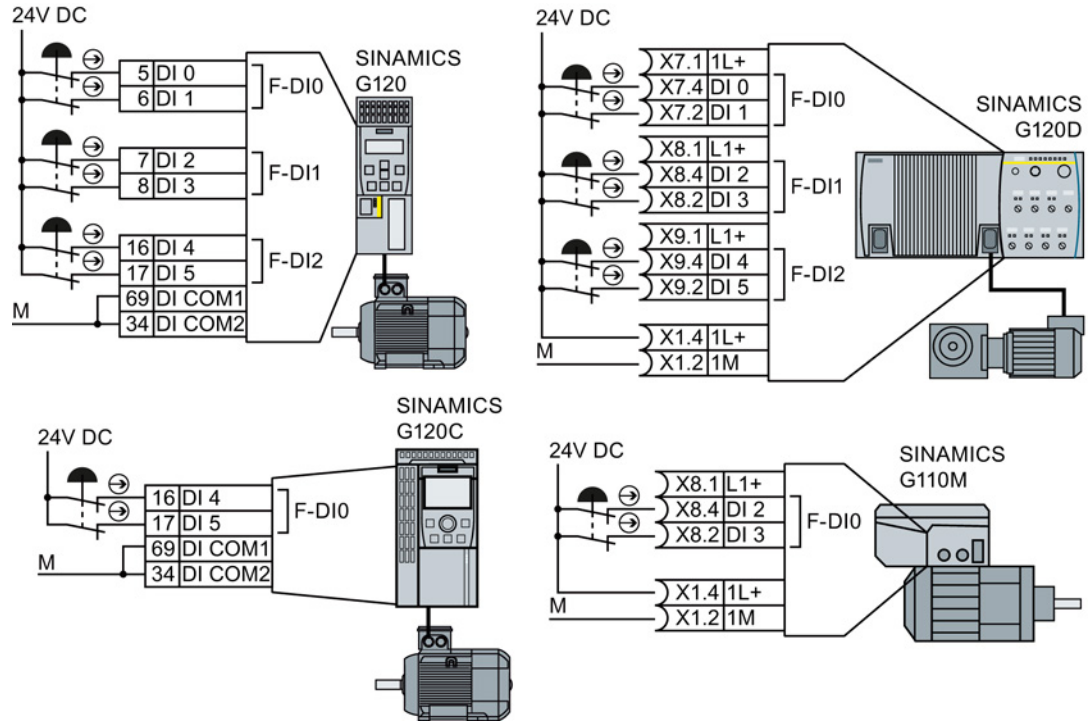 24V DC
5 DI 0
6 DI 1
F-DI0
7 DI 2
8 DI 3
F-DI1
16 DI 4
17 DI 5
F-DI2
69 DI COM1
34 DI COM2
M
SINAMICS
G120
24V DC
X7.1 1L+
X7.4 DI 0
X7.2 DI 1
F-DI0
X8.1 L1+
X8.4 DI 2
X8.2 DI 3
F-DI1
X9.1 L1+
X9.4 DI 4
X9.2 DI 5
F-DI2
X1.4 1L+
X1.2 1M
M
SINAMICS
G120D
24V DC
16 DI 4
17 DI 5
F-DI0
69 DI COM1
34 DI COM2
M
SINAMICS
G120C
24V DC
X8.1 L1+
X8.4 DI 2
X8.2 DI 3
F-DI0
X1.4 1L+
X1.2 1M
M
SINAMICS
G110M